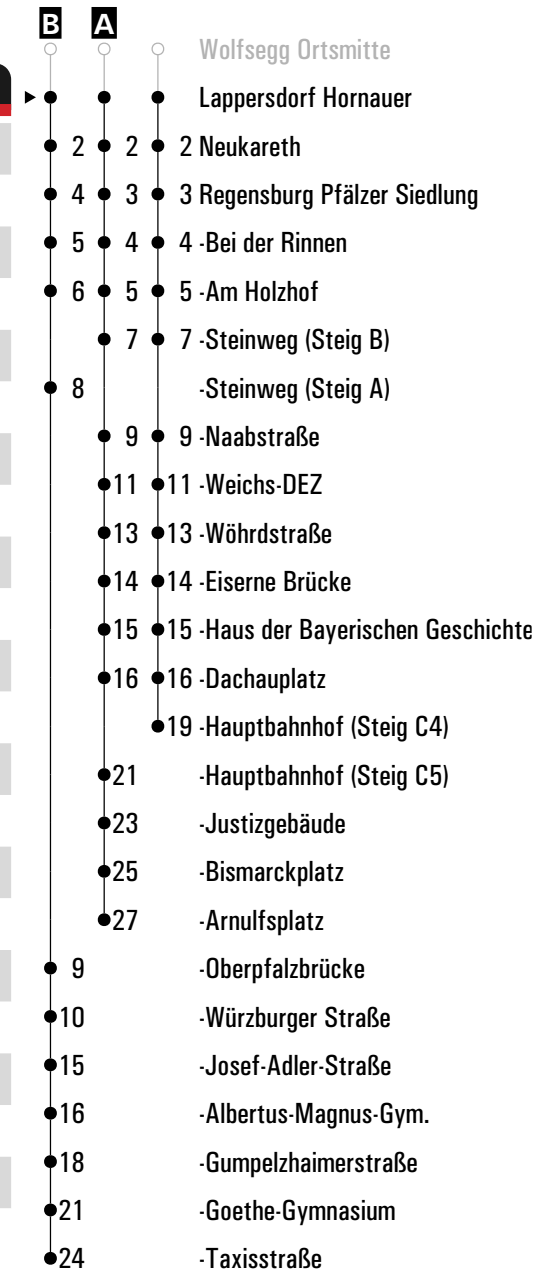 B A
Wolfsegg Ortsmitte
Lappersdorf Hornauer
2 2 2 Neukareth
4 3 3 Regensburg Pfälzer Siedlung
5 4 4 -Bei der Rinnen
6 5 5 -Am Holzhof
7 7 -Steinweg (Steig B)
8 -Steinweg (Steig A)
9 9 -Naabstraße
11 11 -Weichs-DEZ
13 13 -Wöhrdstraße
14 14 -Eiserne Brücke
15 15 -Haus der Bayerischen Geschichte
16 16 -Dachauplatz
19 -Hauptbahnhof (Steig C4)
21 -Hauptbahnhof (Steig C5)
23 -Justizgebäude
25 -Bismarckplatz
27 -Arnulfsplatz
9 -Oberpfalzbrücke
10 -Würzburger Straße
15 -Josef-Adler-Straße
16 -Albertus-Magnus-Gym.
18 -Gumpelzhaimerstraße
21 -Goethe-Gymnasium
24 -Taxisstraße